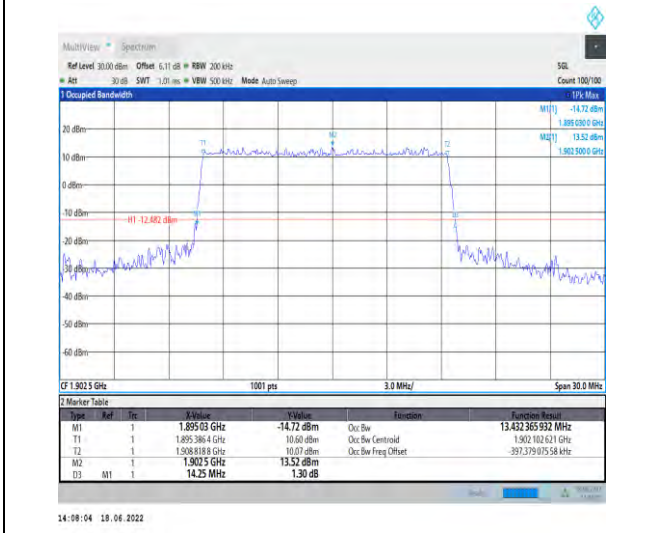 MultiView Spectrum
Ref Level 30.00 dBm Offset 6.11 dB RBW 200 kHz SGL
Att 30 dB SWT 1.01 ms VBW 500 kHz Mode Auto Sweep Count 100/100
1 Occupied Bandwidth 1Pk Max
M1[1] -14.72 dBm
1.895 030 0 GHz
13.52 dBm
1.902 500 0 GHz
20 dBm
T1 M2 T2
10 dBm
0 dBm
-10 dBm
H1 -12.482 dBm
-20 dBm
-30 dBm
-40 dBm
-50 dBm
-60 dBm
CF 1.902 5 GHz 1001 pts 3.0 MHz/ Span 30.0 MHz
2 Marker Table
Type Ref Trc X-Value Y-Value Function Function Result
M1 1 1.895 03 GHz -14.72 dBm Occ Bw 13.432 365 932 MHz
T1 1 1.895 386 4 GHz 10.60 dBm Occ Bw Centroid 1.902 102 621 GHz
T2 1 1.908 818 8 GHz 10.07 dBm Occ Bw Freq Offset -397.379 075 58 kHz
M2 1 1.902 5 GHz 13.52 dBm
D3 M1 1 14.25 MHz 1.30 dB
14:08:04 18.06.2022